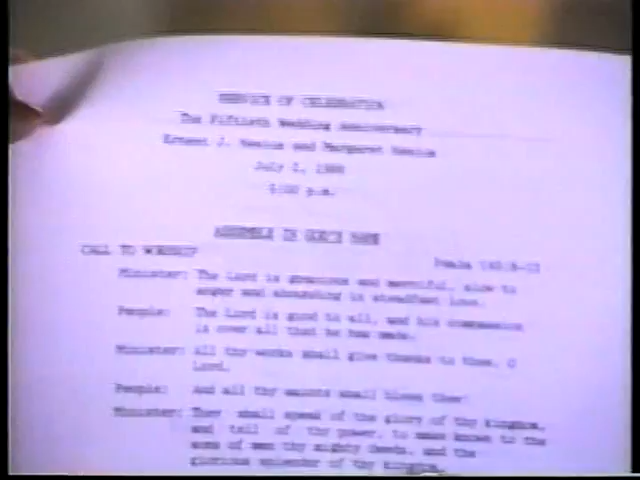 SERVICE OF CELEBRATION
The Fiftieth Wedding Anniversary
Ernest J. and Margaret
July 2,
p.m.
ASSEMBLE IN GOD'S NAME
CALL TO WORSHIP
Psalm
Minister: The Lord is gracious and merciful, slow to
anger and abounding in steadfast love.
People: The Lord is good to all, and his compassion
is over all that he has made.
Minister: All thy works shall give thanks to thee, O
Lord.
People: And all thy saints shall bless thee!
Minister: They shall speak of the glory of thy kingdom,
and tell of thy power, to make known to the
sons of men thy mighty deeds, and the
glorious splendor of thy kingdom.